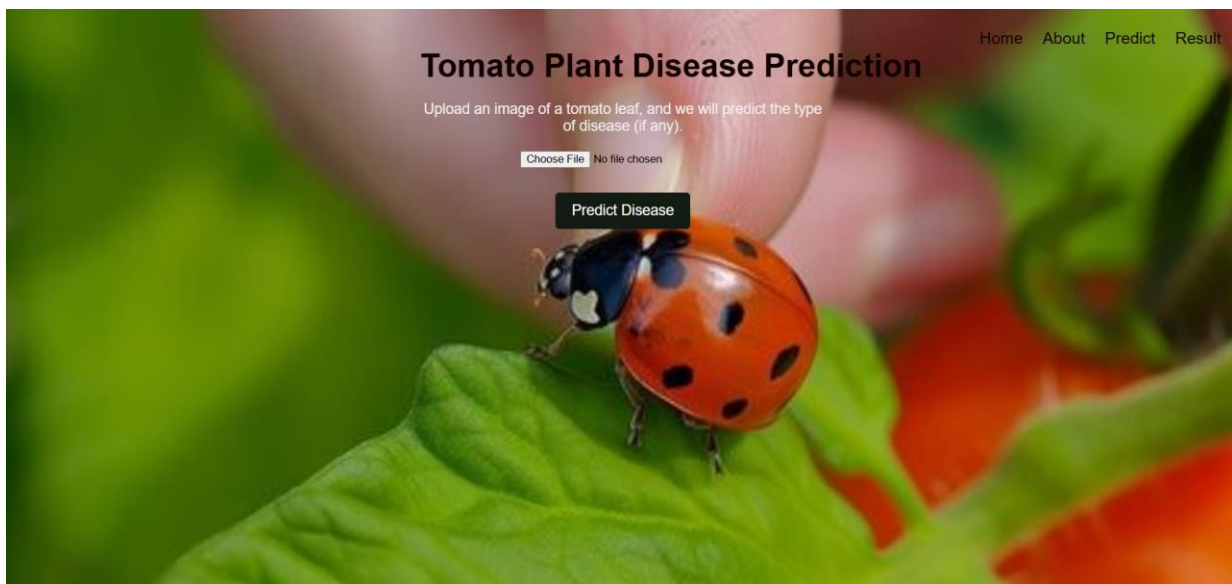 Home About Predict Result
Tomato Plant Disease Prediction
Upload an image of a tomato leaf, and we will predict the type
of disease (if any).
Choose File No file chosen
Predict Disease